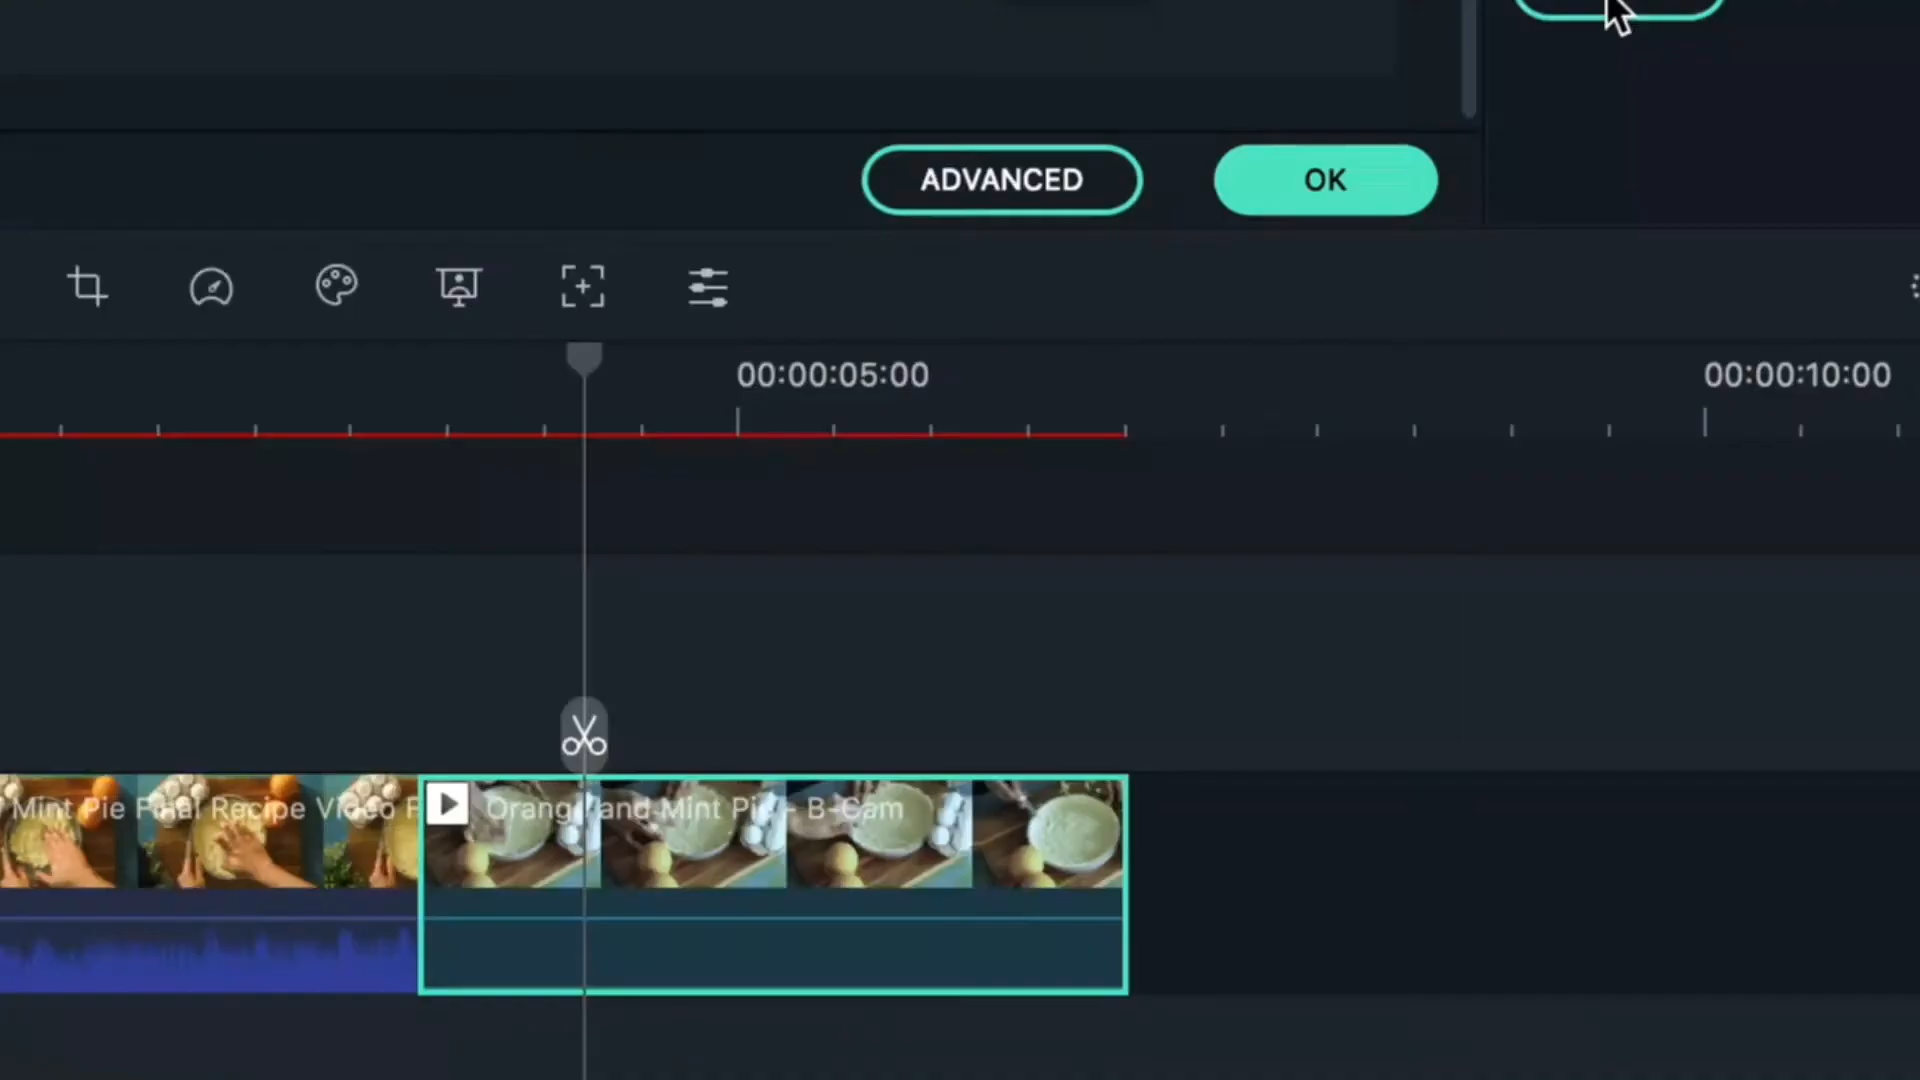 ADVANCED
OK
00:00:05:00
00:00:10:00
Mint Pie Final Recipe Video
Orange and Mint Pie - B-Cam